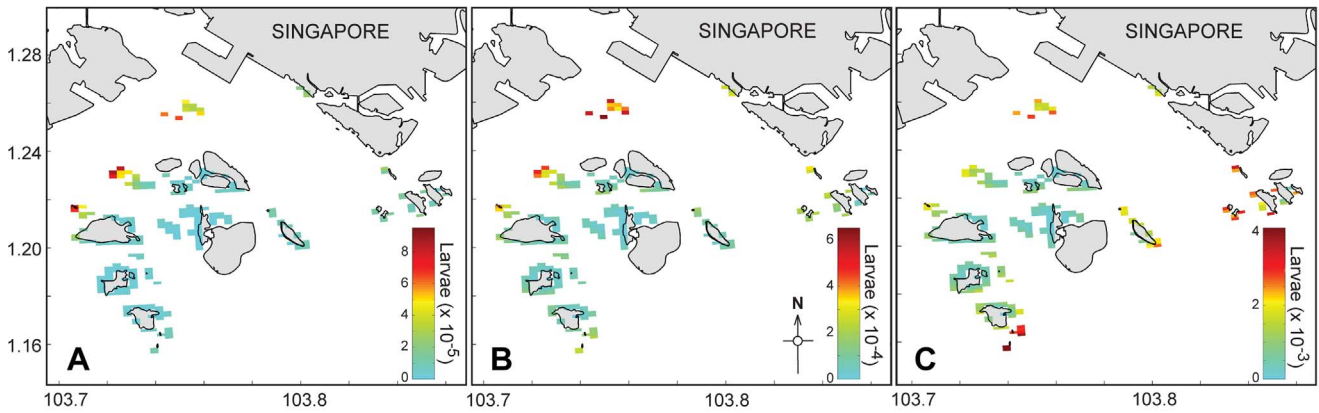 SINGAPORE
SINGAPORE
SINGAPORE
1.28
1.24
1.20
1.16
8
6
4
2
0
Larvae (x 10-5)
6
4
2
0
Larvae (x 10-4)
4
2
0
Larvae (x 10-3)
N
A
B
C
103.7
103.8
103.7
103.8
103.7
103.8